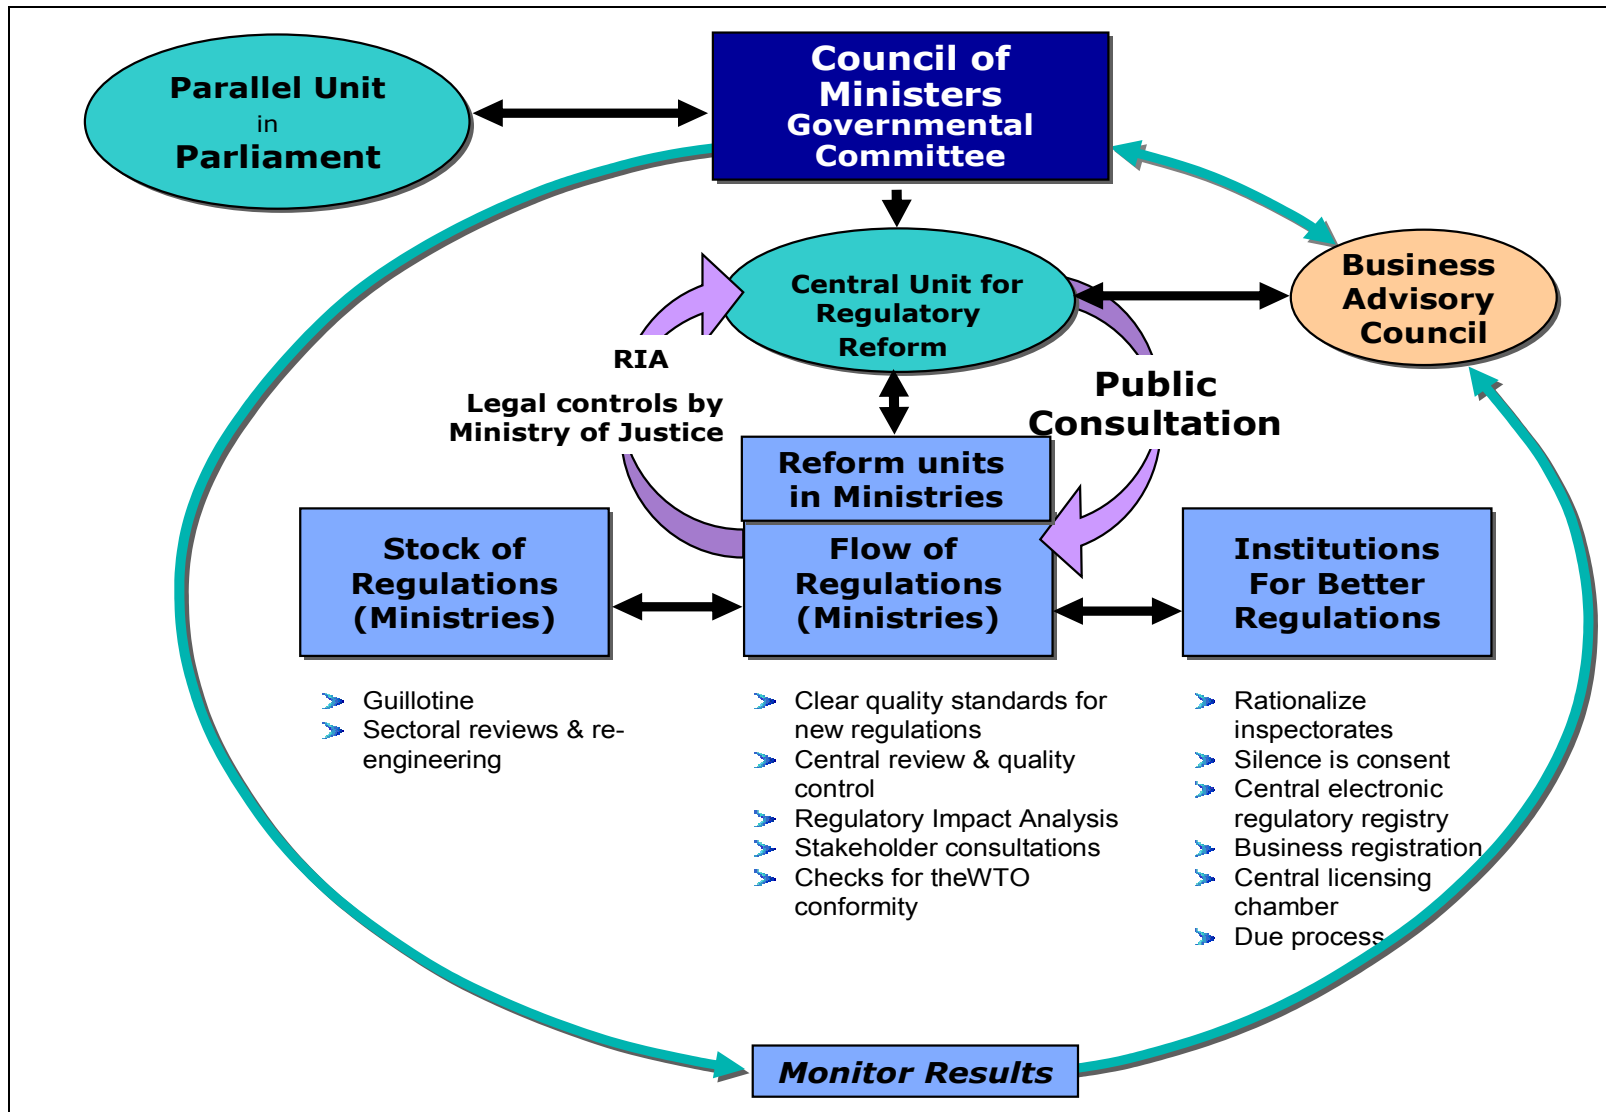 Parallel Unit
in
Parliament
Council of
Ministers
Governmental
Committee
Central Unit for
Regulatory
Reform
Business
Advisory
Council
RIA
Legal controls by
Ministry of Justice
Public
Consultation
Reform units
in Ministries
Stock of
Regulations
(Ministries)
Flow of
Regulations
(Ministries)
Institutions
For Better
Regulations
Guillotine
Sectoral reviews & re-
engineering
Clear quality standards for
new regulations
Central review & quality
control
Regulatory Impact Analysis
Stakeholder consultations
Checks for theWTO
conformity
Rationalize
inspectorates
Silence is consent
Central electronic
regulatory registry
Business registration
Central licensing
chamber
Due process
Monitor Results